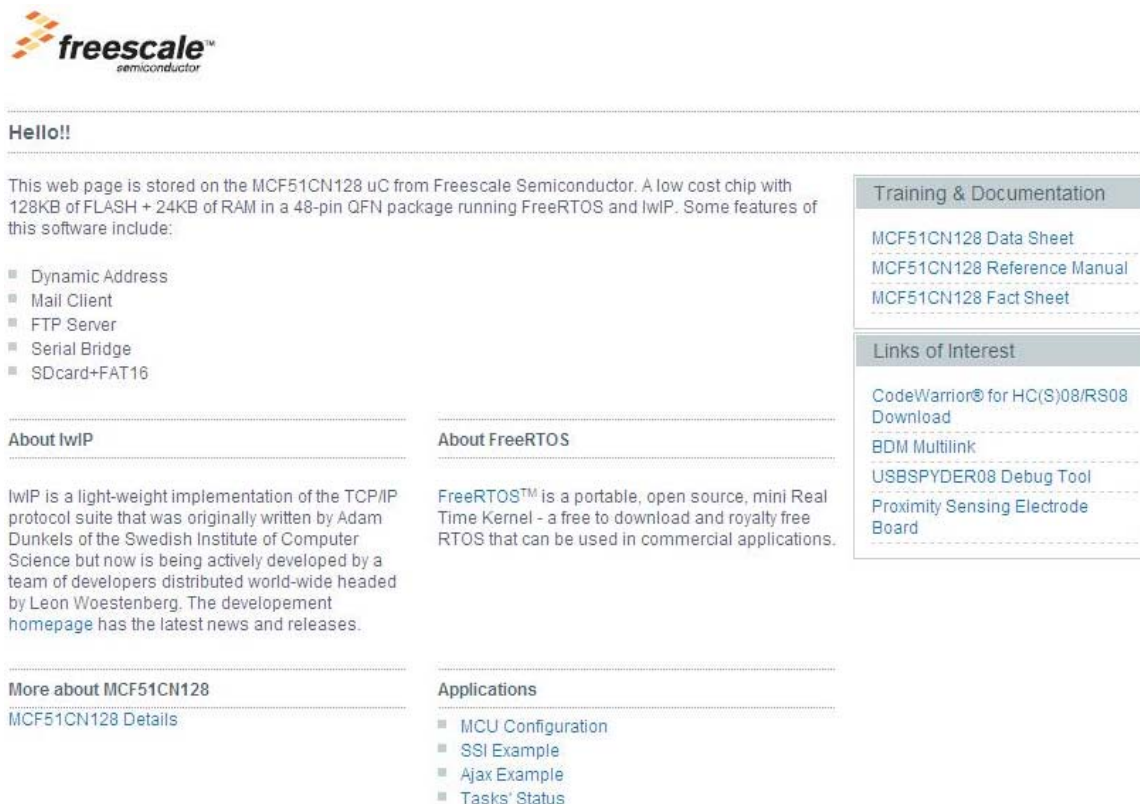 freescale™
semiconductor
Hello!!
This web page is stored on the MCF51CN128 uC from Freescale Semiconductor. A low cost chip with
128KB of FLASH + 24KB of RAM in a 48-pin QFN package running FreeRTOS and lwIP. Some features of
this software include:
Dynamic Address
Mail Client
FTP Server
Serial Bridge
SDcard+FAT16
About lwIP
lwIP is a light-weight implementation of the TCP/IP
protocol suite that was originally written by Adam
Dunkels of the Swedish Institute of Computer
Science but now is being actively developed by a
team of developers distributed world-wide headed
by Leon Woestenberg. The developement
homepage has the latest news and releases.
About FreeRTOS
FreeRTOS™ is a portable, open source, mini Real
Time Kernel - a free to download and royalty free
RTOS that can be used in commercial applications.
More about MCF51CN128
MCF51CN128 Details
Applications
MCU Configuration
SSI Example
Ajax Example
Tasks' Status
Training & Documentation
MCF51CN128 Data Sheet
MCF51CN128 Reference Manual
MCF51CN128 Fact Sheet
Links of Interest
CodeWarrior® for HC(S)08/RS08
Download
BDM Multilink
USBSPYDER08 Debug Tool
Proximity Sensing Electrode
Board